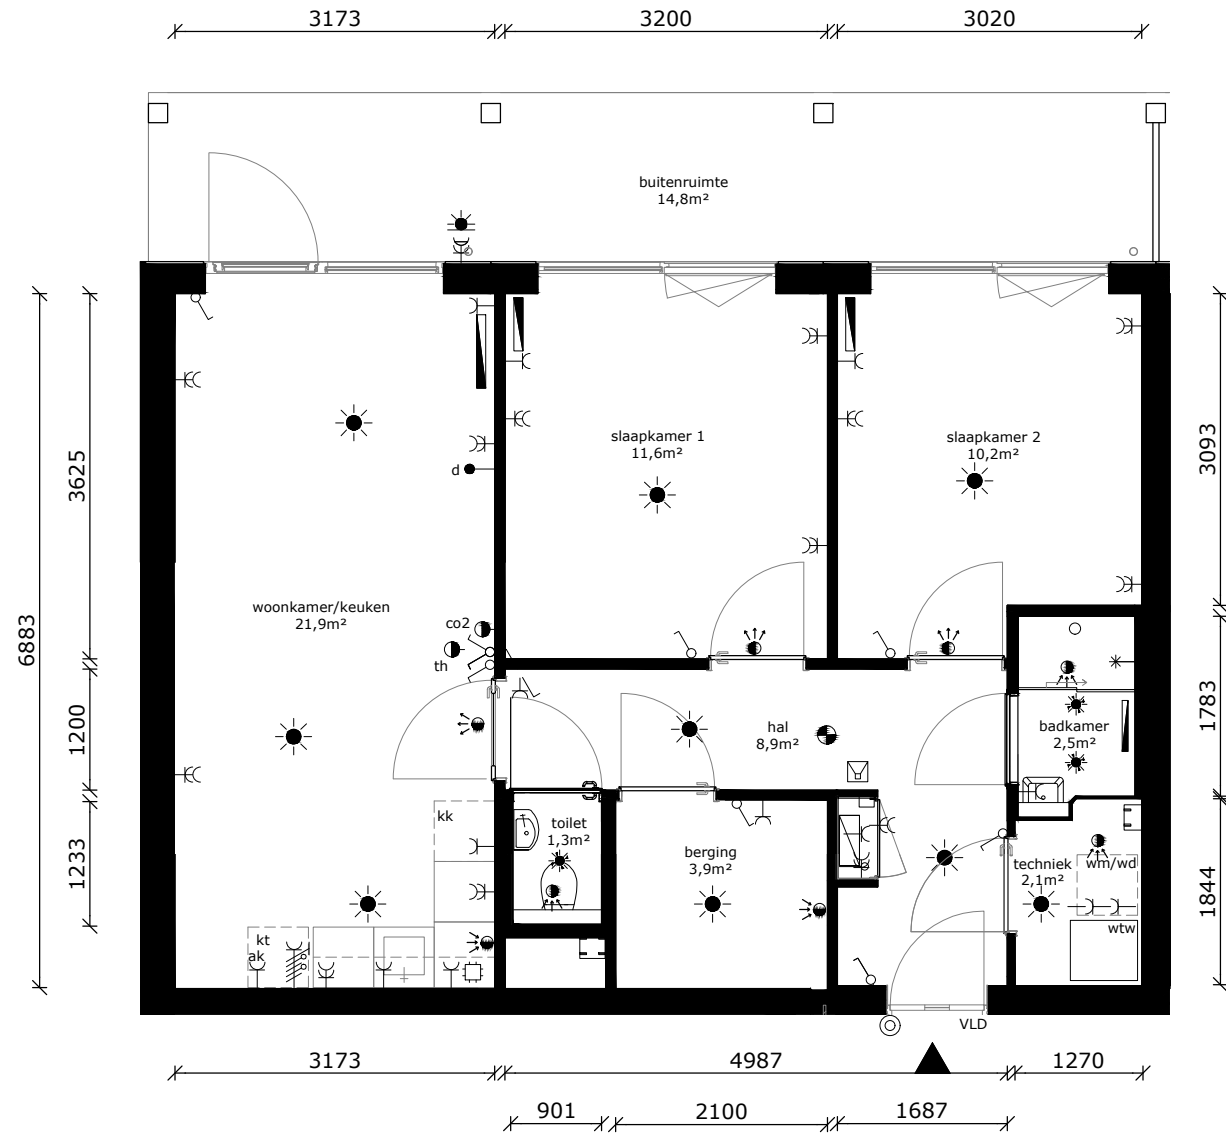 3173
3200
3020
buitenruimte
14,8m²
slaapkamer 1
11,6m²
slaapkamer 2
10,2m²
3625
3093
6883
d
woonkamer/keuken
21,9m²
co2
th
1200
hal
8,9m²
badkamer
2,5m²
1783
kk
toilet
1,3m²
berging
3,9m²
1233
techniek
2,1m²
wm/wd
1844
wtw
kt
ak
VLD
3173
4987
1270
901
2100
1687